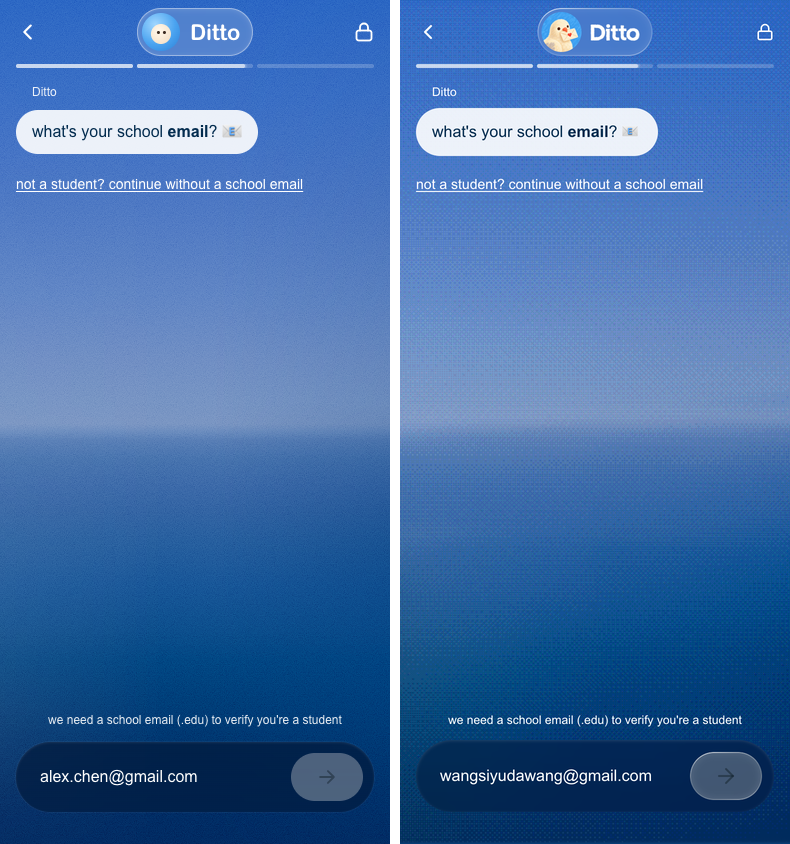 Ditto
Ditto
what's your school email?
not a student? continue without a school email
we need a school email (.edu) to verify you're a student
alex.chen@gmail.com
Ditto
Ditto
what's your school email?
not a student? continue without a school email
we need a school email (.edu) to verify you're a student
wangsiyudawang@gmail.com